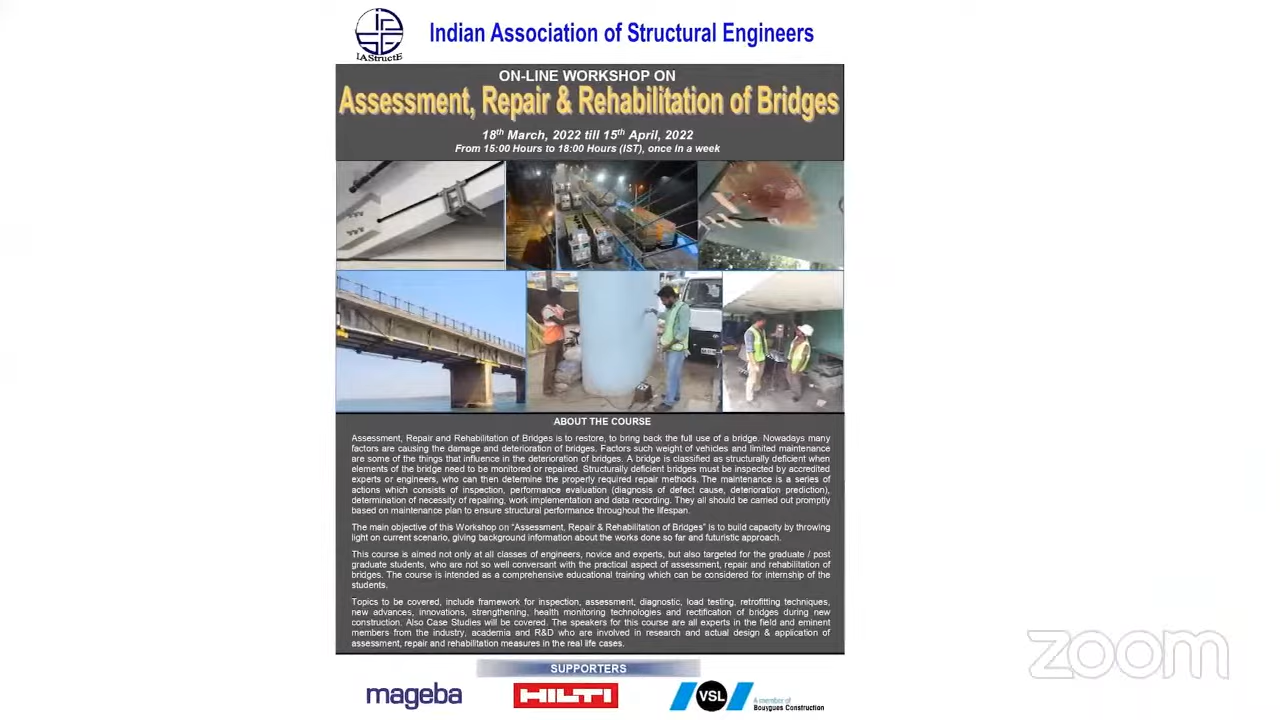 IAStructE
Indian Association of Structural Engineers
ON-LINE WORKSHOP ON
Assessment, Repair & Rehabilitation of Bridges
18th March, 2022 till 15th April, 2022
From 15:00 Hours to 18:00 Hours (IST), once in a week
ABOUT THE COURSE
Assessment, Repair and Rehabilitation of Bridges is to restore, to bring back the full use of a bridge. Nowadays many
factors are causing the damage and deterioration of bridges. Factors such weight of vehicles and limited maintenance
are some of the things that influence in the deterioration of bridges. A bridge is classified as structurally deficient when
elements of the bridge need to be monitored or repaired. Structurally deficient bridges must be inspected by accredited
experts or engineers, who can then determine the properly required repair methods. The maintenance is a series of
actions which consists of inspection, performance evaluation (diagnosis of defect cause, deterioration prediction),
determination of necessity of repairing, work implementation and data recording. They all should be carried out promptly
based on maintenance plan to ensure structural performance throughout the lifespan.
The main objective of this Workshop on “Assessment, Repair & Rehabilitation of Bridges” is to build capacity by throwing
light on current scenario, giving background information about the works done so far and futuristic approach.
This course is aimed not only at all classes of engineers, novice and experts, but also targeted for the graduate / post
graduate students, who are not so well conversant with the practical aspect of assessment, repair and rehabilitation of
bridges. The course is intended as a comprehensive educational training which can be considered for internship of the
students.
Topics to be covered, include framework for inspection, assessment, diagnostic, load testing, retrofitting techniques,
new advances, innovations, strengthening, health monitoring technologies and rectification of bridges during new
construction. Also Case Studies will be covered. The speakers for this course are all experts in the field and eminent
members from the industry, academia and R&D who are involved in research and actual design & application of
assessment, repair and rehabilitation measures in the real life cases.
zoom
SUPPORTERS
mageba
HILTI
VSL
A member of
Bouygues Construction